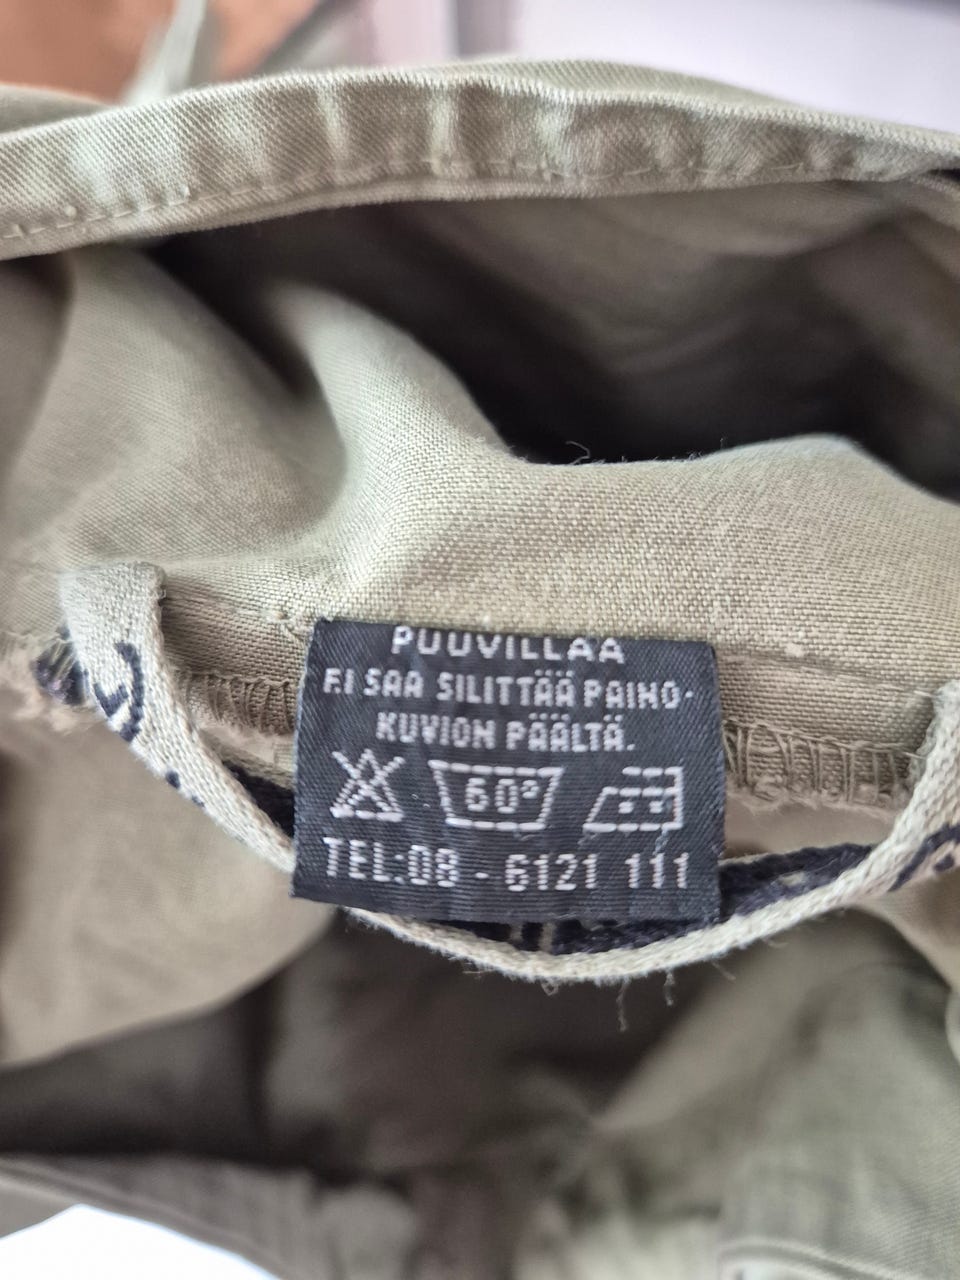 PUUVILLAA
EI SAA SILITTÄÄ PAINO-
KUVION PÄÄLTÄ.
60°
TEL:08 - 6121 111